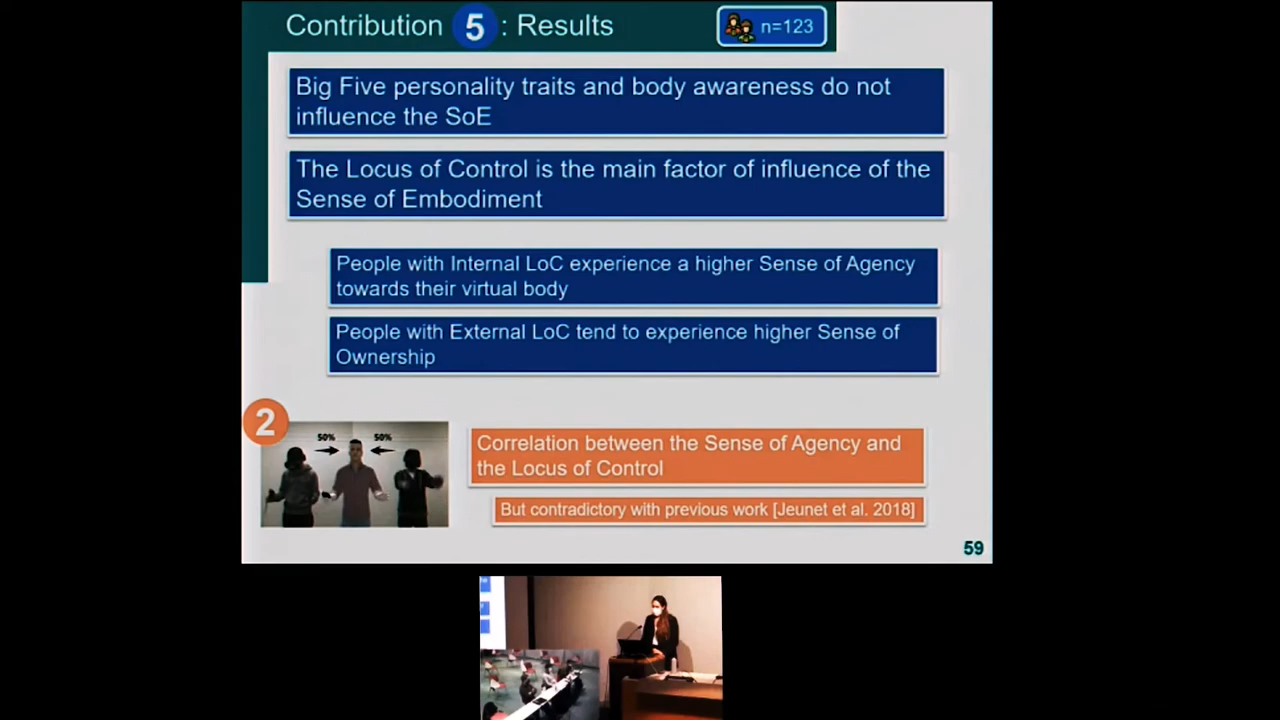 Contribution 5 : Results
n=123
Big Five personality traits and body awareness do not
influence the SoE
The Locus of Control is the main factor of influence of the
Sense of Embodiment
People with Internal LoC experience a higher Sense of Agency
towards their virtual body
People with External LoC tend to experience higher Sense of
Ownership
2
50% 50%
Correlation between the Sense of Agency and
the Locus of Control
But contradictory with previous work [Jeunet et al. 2018]
59